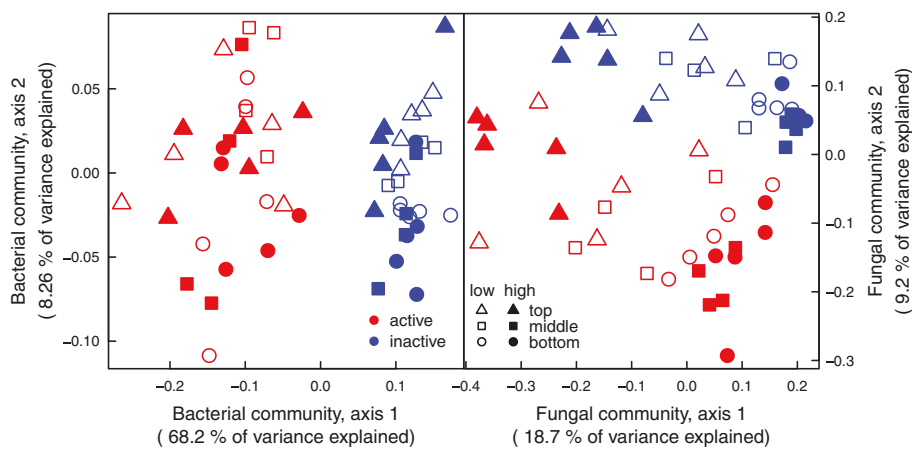 0.05
0.00
−0.05
−0.10
−0.2
−0.1
0.0
0.1
Bacterial community, axis 2
( 8.26 % of variance explained)
Bacterial community, axis 1
( 68.2 % of variance explained)
active
inactive
low high
top
middle
bottom
−0.4
−0.3
−0.2
−0.1
0.0
0.1
0.2
Fungal community, axis 1
( 18.7 % of variance explained)
0.2
0.1
0.0
−0.1
−0.2
−0.3
Fungal community, axis 2
( 9.2 % of variance explained)